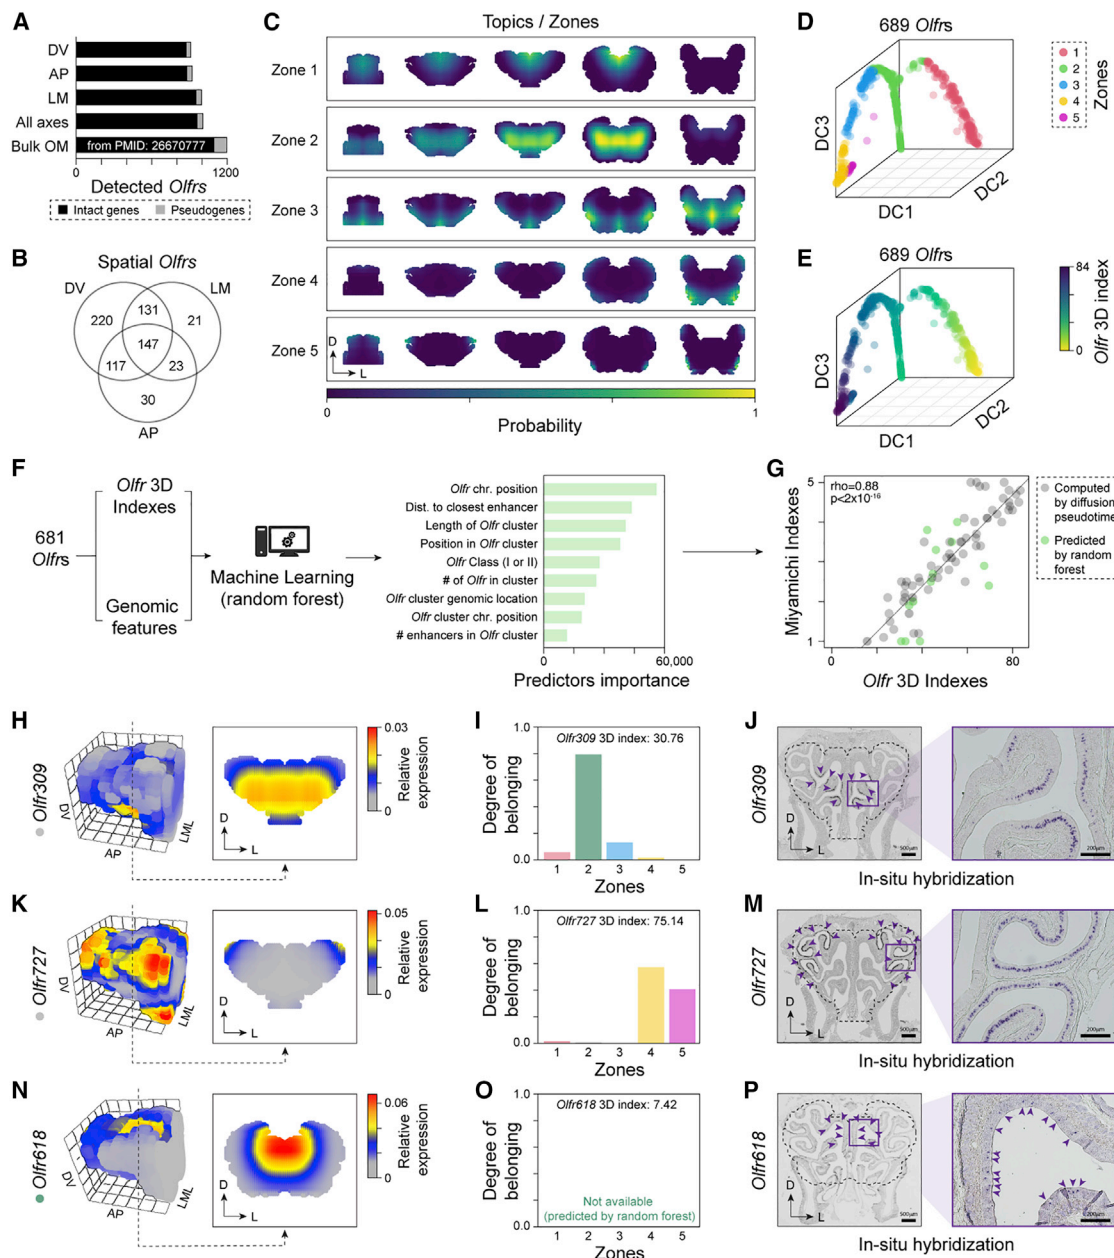 A
DV
AP
LM
All axes
Bulk OM
from PMID: 26670777
0
1200
Detected Olfrs
Intact genes
Pseudogenes
B
Spatial Olfrs
DV
LM
131
220
21
147
117
23
30
AP
C
Topics / Zones
Zone 1
Zone 2
Zone 3
Zone 4
Zone 5
D
L
0
1
Probability
D
689 Olfrs
1
2
3
4
5
Zones
DC3
DC2
DC1
E
689 Olfrs
84
0
Olfr 3D index
DC3
DC2
DC1
F
681
Olfrs
Olfr 3D
Indexes
Genomic
features
Machine Learning
(random forest)
Olfr chr. position
Dist. to closest enhancer
Length of Olfr cluster
Position in Olfr cluster
Olfr Class (I or II)
# of Olfr in cluster
Olfr cluster genomic location
Olfr cluster chr. position
# enhancers in Olfr cluster
0
60,000
Predictors importance
G
rho=0.88
p<2x10-16
5
1
Miyamichi Indexes
0
40
80
Olfr 3D Indexes
Computed
by diffusion
pseudotime
Predicted
by random
forest
H
Olfr309
DV
AP
LML
D
L
0.03
0
Relative
expression
I
1.0
0.0
Degree of
belonging
Olfr309 3D index: 30.76
1 2 3 4 5
Zones
J
Olfr309
D
L
500µm
200µm
In-situ hybridization
K
Olfr727
DV
AP
LML
D
L
0.05
0
Relative
expression
L
1.0
0.0
Degree of
belonging
Olfr727 3D index: 75.14
1 2 3 4 5
Zones
M
Olfr727
D
L
500µm
200µm
In-situ hybridization
N
Olfr618
DV
AP
LML
D
L
0.06
0
Relative
expression
O
1.0
0.0
Degree of
belonging
Olfr618 3D index: 7.42
Not available
(predicted by random forest)
1 2 3 4 5
Zones
P
Olfr618
D
L
500µm
200µm
In-situ hybridization